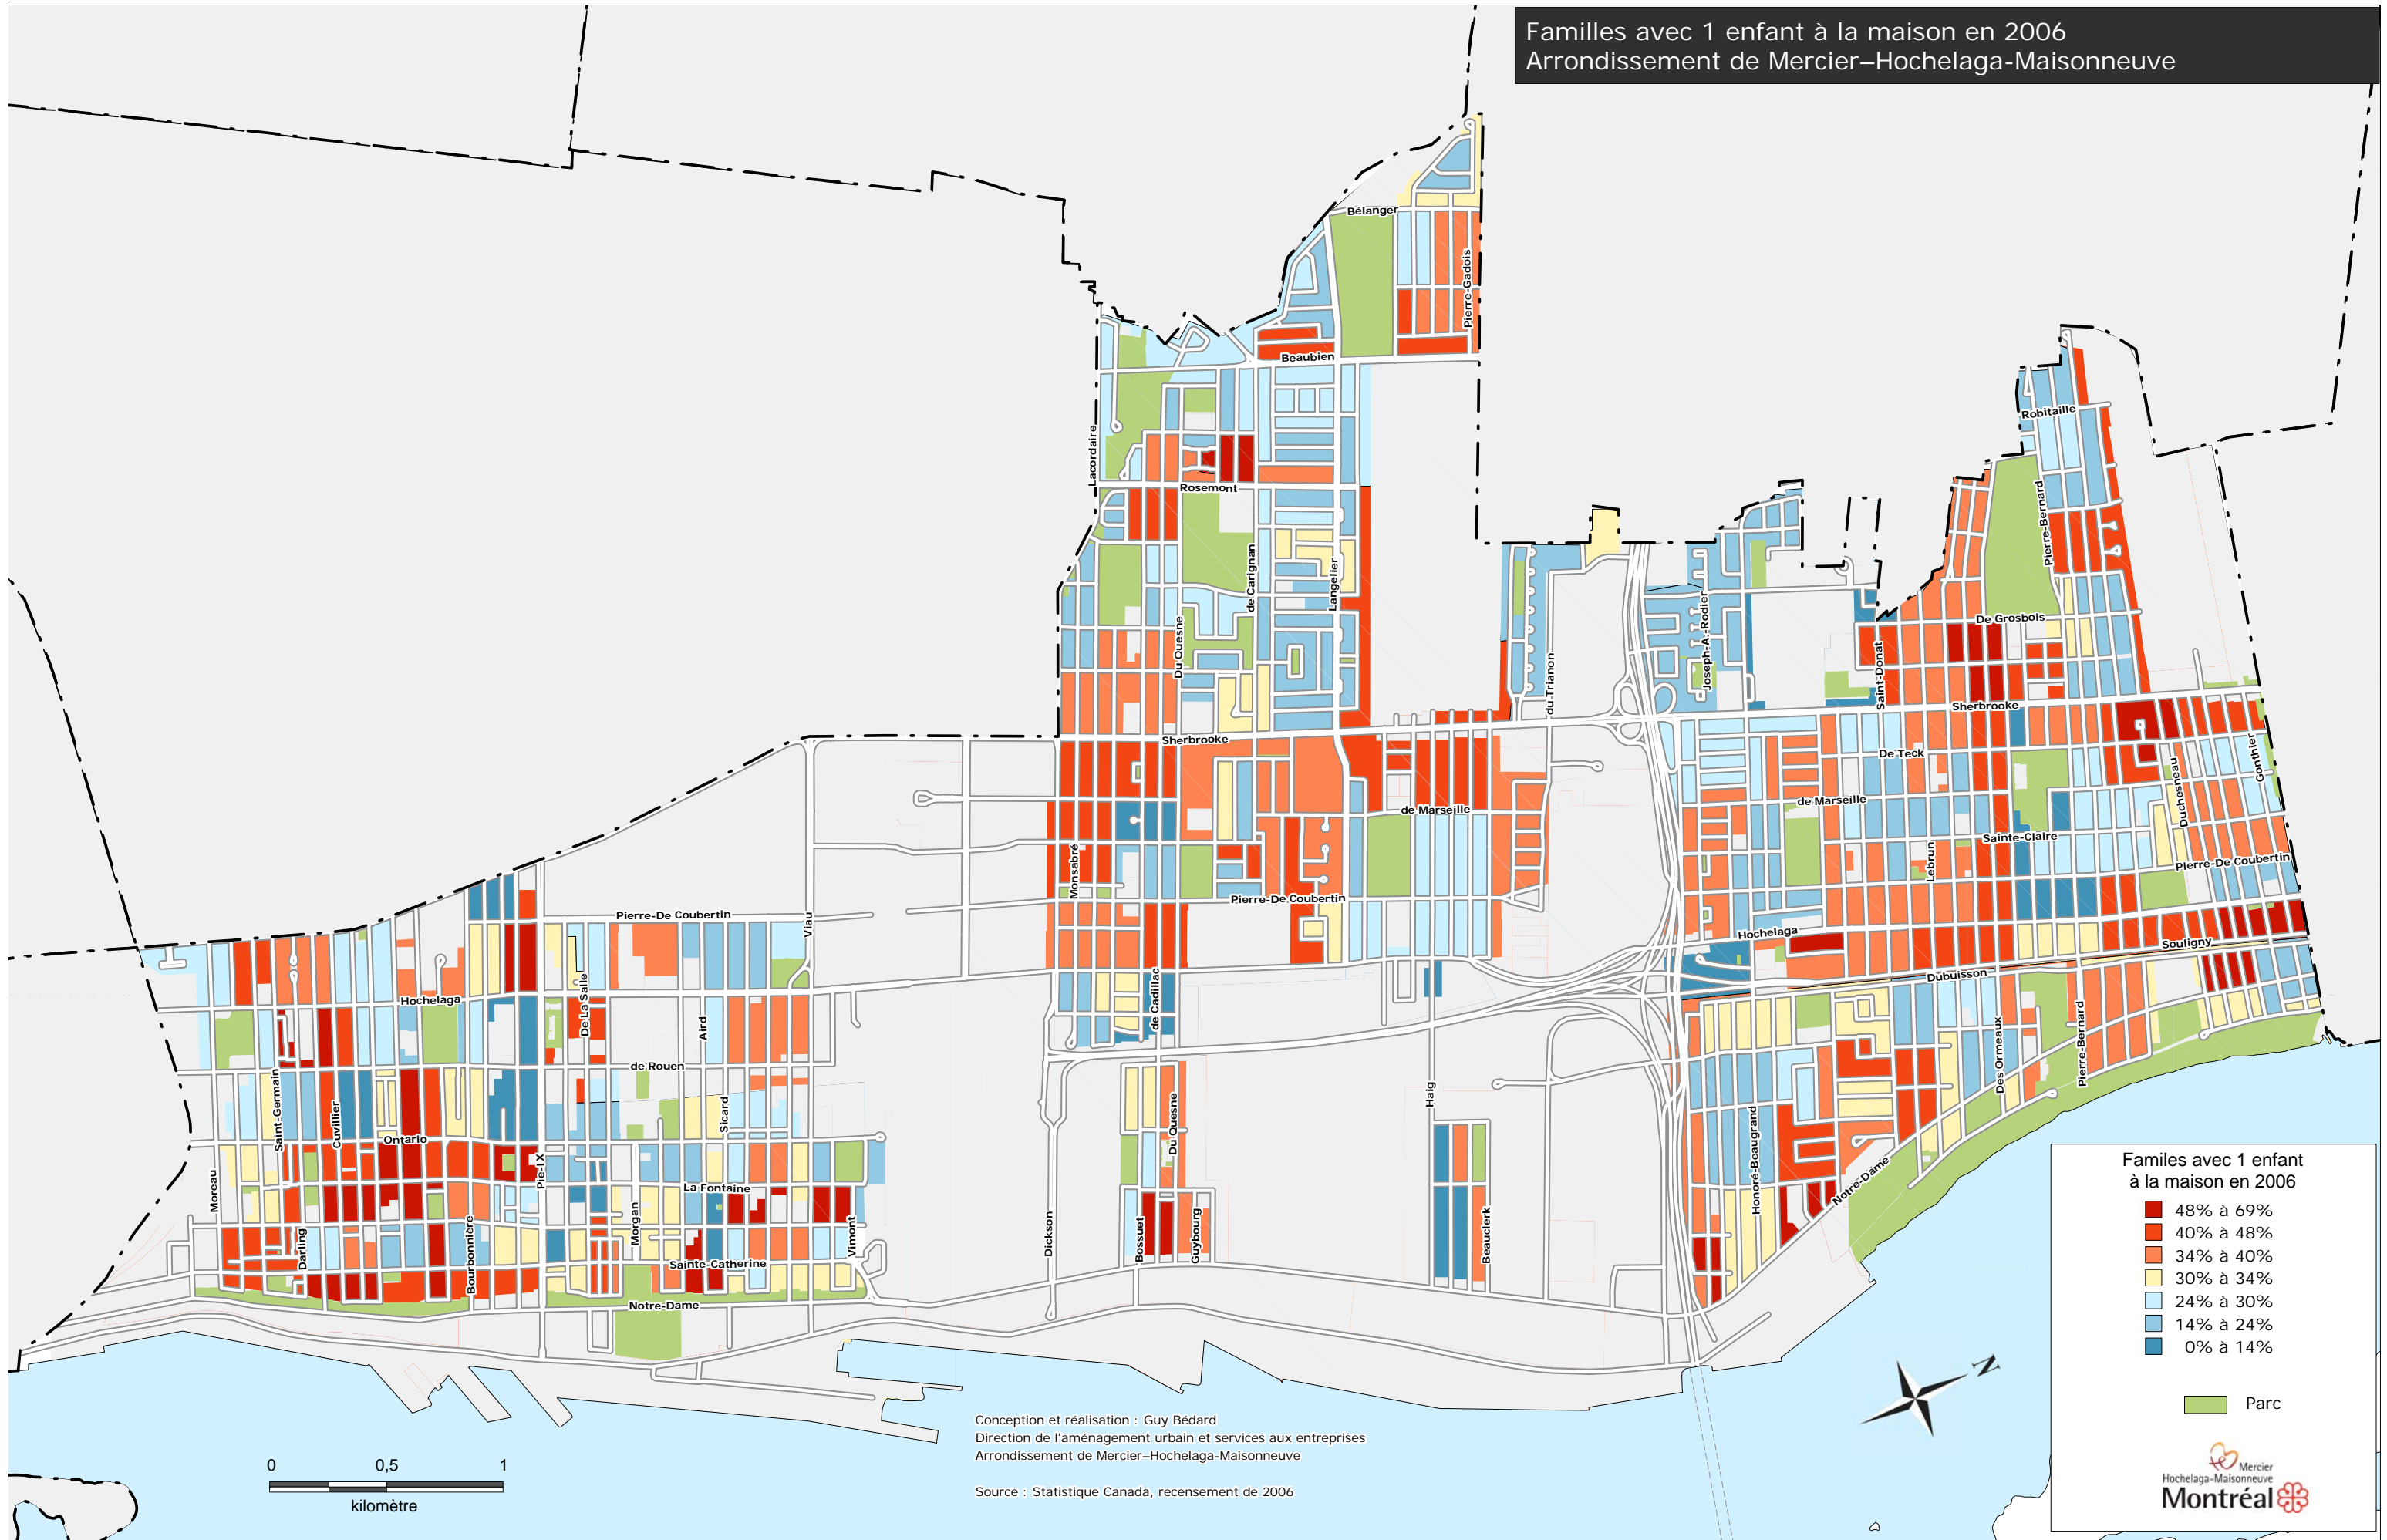 Familles avec 1 enfant à la maison en 2006
Arrondissement de Mercier–Hochelaga-Maisonneuve
Bélanger
Pierre-Gadois
Beaubien
Lacordaire
Rosemont
de Carignan
Langelier
Du Quesne
Sherbrooke
Robitaille
Pierre-Bernard
De Grosbois
Joseph-A.-Rodier
du Trianon
Saint-Donat
Sherbrooke
De Teck
de Marseille
de Marseille
Gonthier
Duchesneau
Sainte-Claire
Lebrun
Pierre-De Coubertin
Monsabré
Pierre-De Coubertin
Pierre-De Coubertin
Viau
Hochelaga
Souligny
Dubuisson
Hochelaga
De La Salle
Aird
de Cadillac
Des Ormeaux
Pierre-Bernard
de Rouen
Saint-Germain
Cuvillier
Ontario
Sicard
Du Quesne
Haig
Honoré-Beaugrand
Notre-Dame
Moreau
Pie-IX
La Fontaine
Morgan
Darling
Bourbonnière
Vimont
Dickson
Bossuet
Guybourg
Beauclerk
Sainte-Catherine
Notre-Dame
Familes avec 1 enfant
à la maison en 2006
48% à 69%
40% à 48%
34% à 40%
30% à 34%
24% à 30%
14% à 24%
0% à 14%
Parc
N
Mercier
Hochelaga-Maisonneuve
Montréal
Conception et réalisation : Guy Bédard
Direction de l'aménagement urbain et services aux entreprises
Arrondissement de Mercier–Hochelaga-Maisonneuve
Source : Statistique Canada, recensement de 2006
0 0,5 1
kilomètre